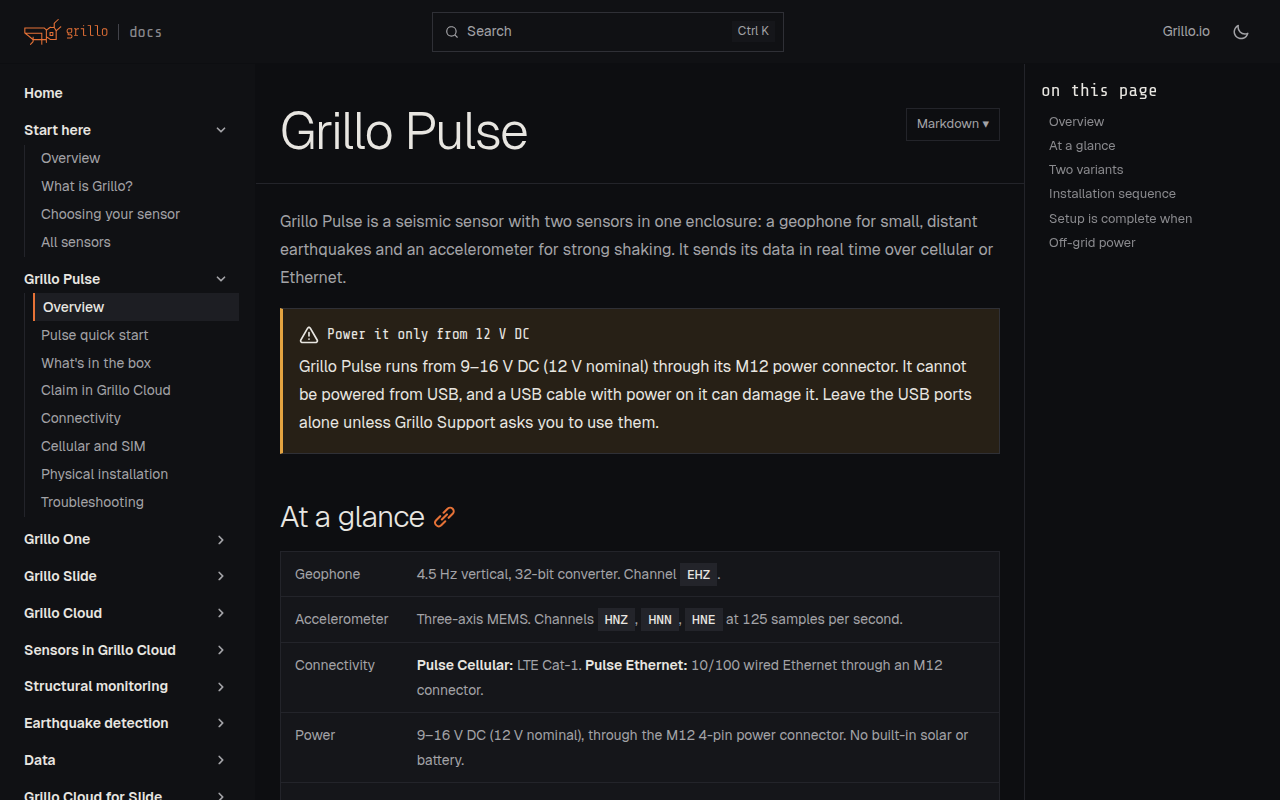 grillo | docs
Search
Ctrl K
Grillo.io
Home
Start here
Overview
What is Grillo?
Choosing your sensor
All sensors
Grillo Pulse
Overview
Pulse quick start
What's in the box
Claim in Grillo Cloud
Connectivity
Cellular and SIM
Physical installation
Troubleshooting
Grillo One
Grillo Slide
Grillo Cloud
Sensors in Grillo Cloud
Structural monitoring
Earthquake detection
Data
Grillo Cloud for Slide
Grillo Pulse
Markdown ▾
Grillo Pulse is a seismic sensor with two sensors in one enclosure: a geophone for small, distant
earthquakes and an accelerometer for strong shaking. It sends its data in real time over cellular or
Ethernet.
Power it only from 12 V DC
Grillo Pulse runs from 9–16 V DC (12 V nominal) through its M12 power connector. It cannot
be powered from USB, and a USB cable with power on it can damage it. Leave the USB ports
alone unless Grillo Support asks you to use them.
At a glance
Geophone
4.5 Hz vertical, 32-bit converter. Channel EHZ.
Accelerometer
Three-axis MEMS. Channels HNZ, HNN, HNE at 125 samples per second.
Connectivity
Pulse Cellular: LTE Cat-1. Pulse Ethernet: 10/100 wired Ethernet through an M12
connector.
Power
9–16 V DC (12 V nominal), through the M12 4-pin power connector. No built-in solar or
battery.
on this page
Overview
At a glance
Two variants
Installation sequence
Setup is complete when
Off-grid power